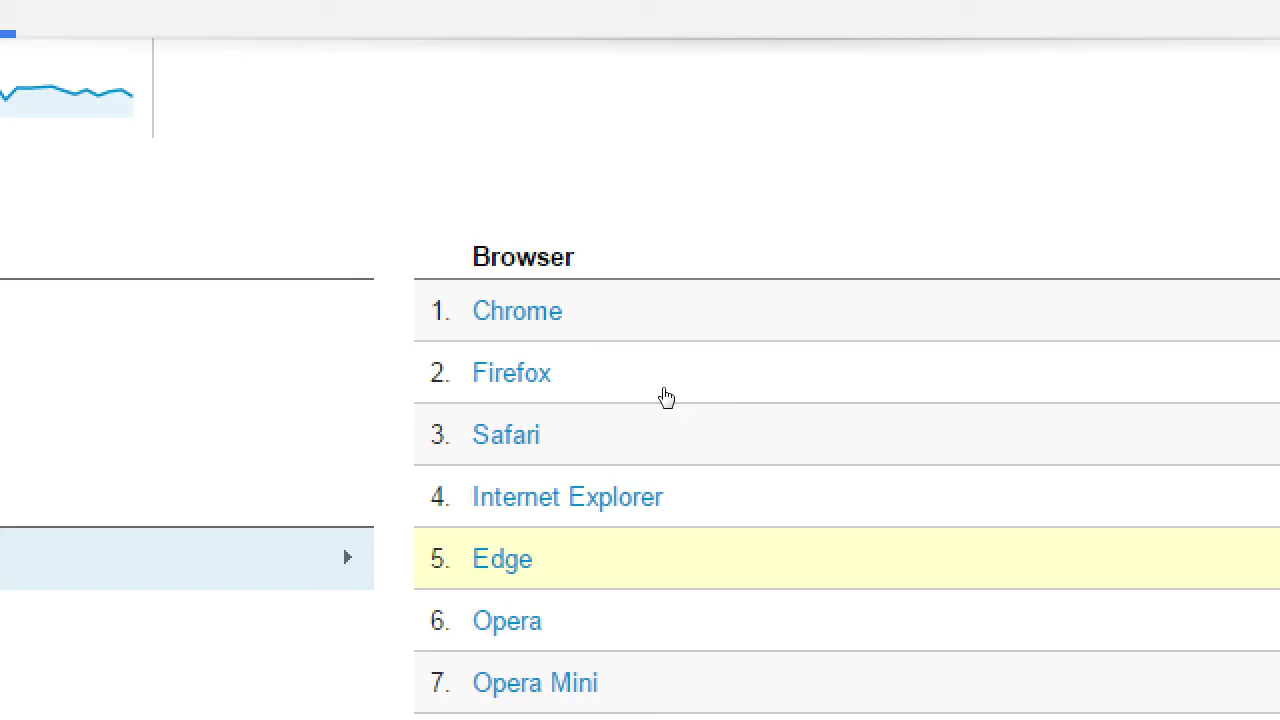 Browser
1. Chrome
2. Firefox
3. Safari
4. Internet Explorer
5. Edge
6. Opera
7. Opera Mini